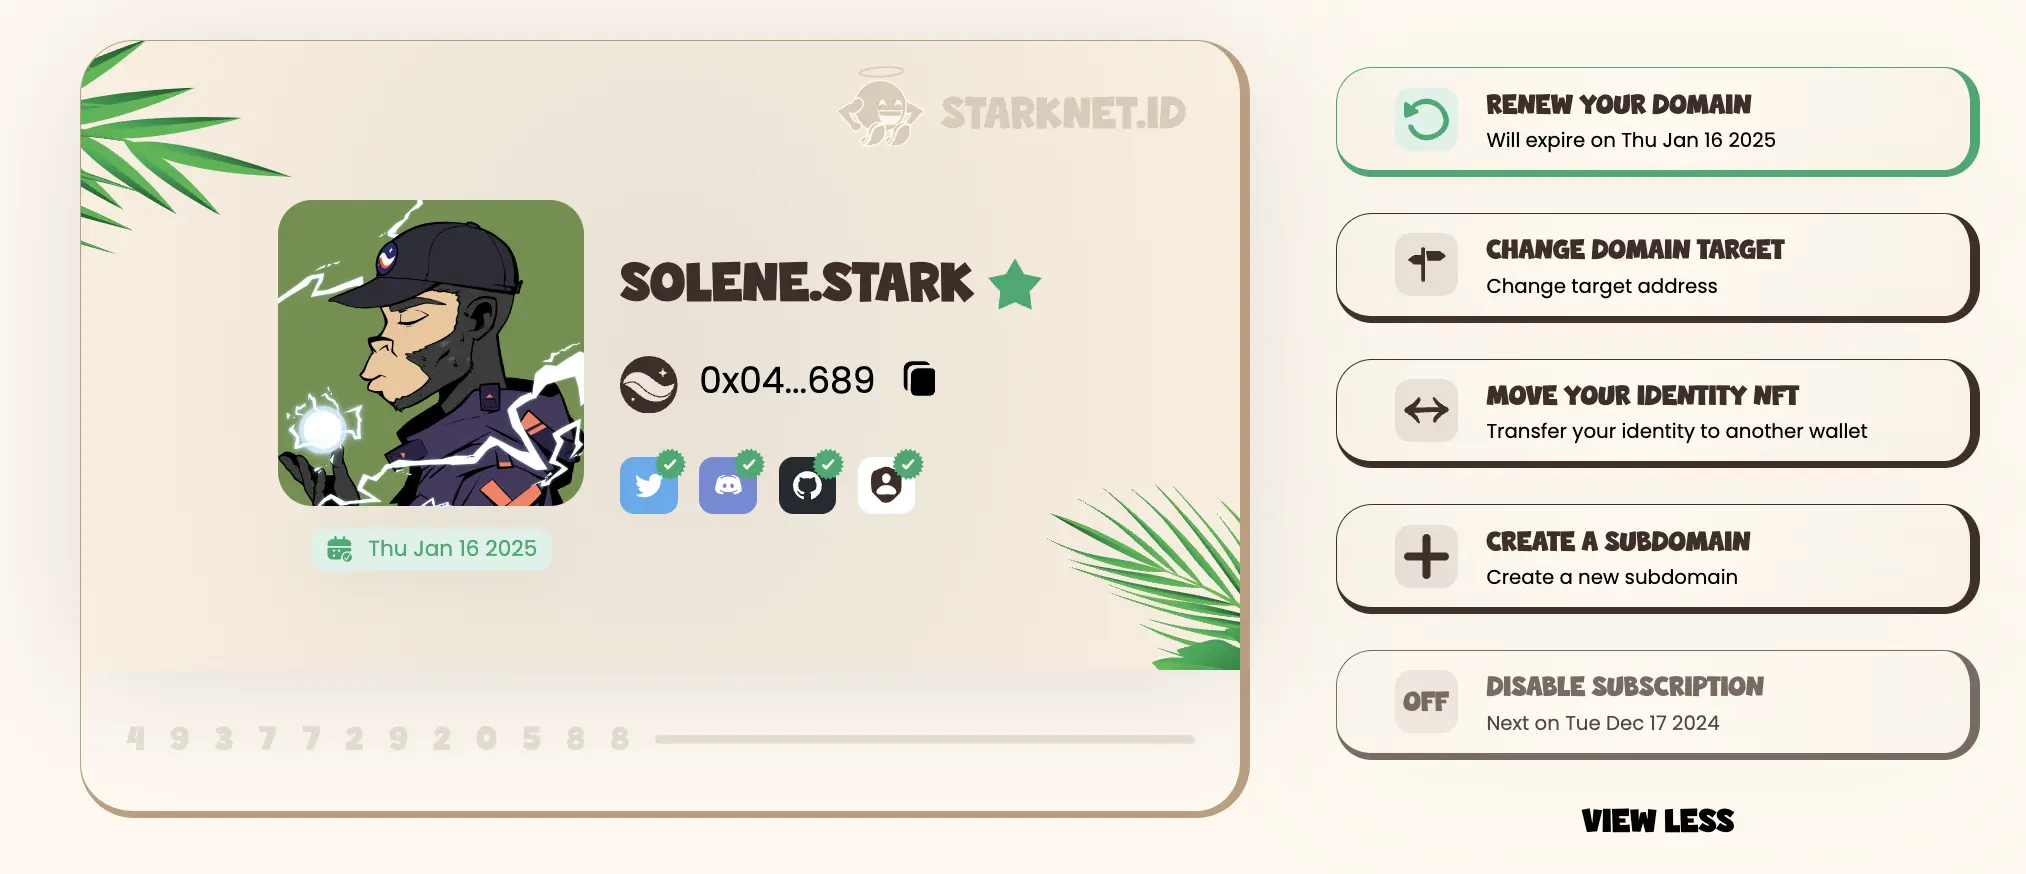 STARKNET.ID
SOLENE.STARK
0x04...689
Thu Jan 16 2025
4 9 3 7 7 2 9 2 0 5 8 8
RENEW YOUR DOMAIN
Will expire on Thu Jan 16 2025
CHANGE DOMAIN TARGET
Change target address
MOVE YOUR IDENTITY NFT
Transfer your identity to another wallet
CREATE A SUBDOMAIN
Create a new subdomain
OFF
DISABLE SUBSCRIPTION
Next on Tue Dec 17 2024
VIEW LESS